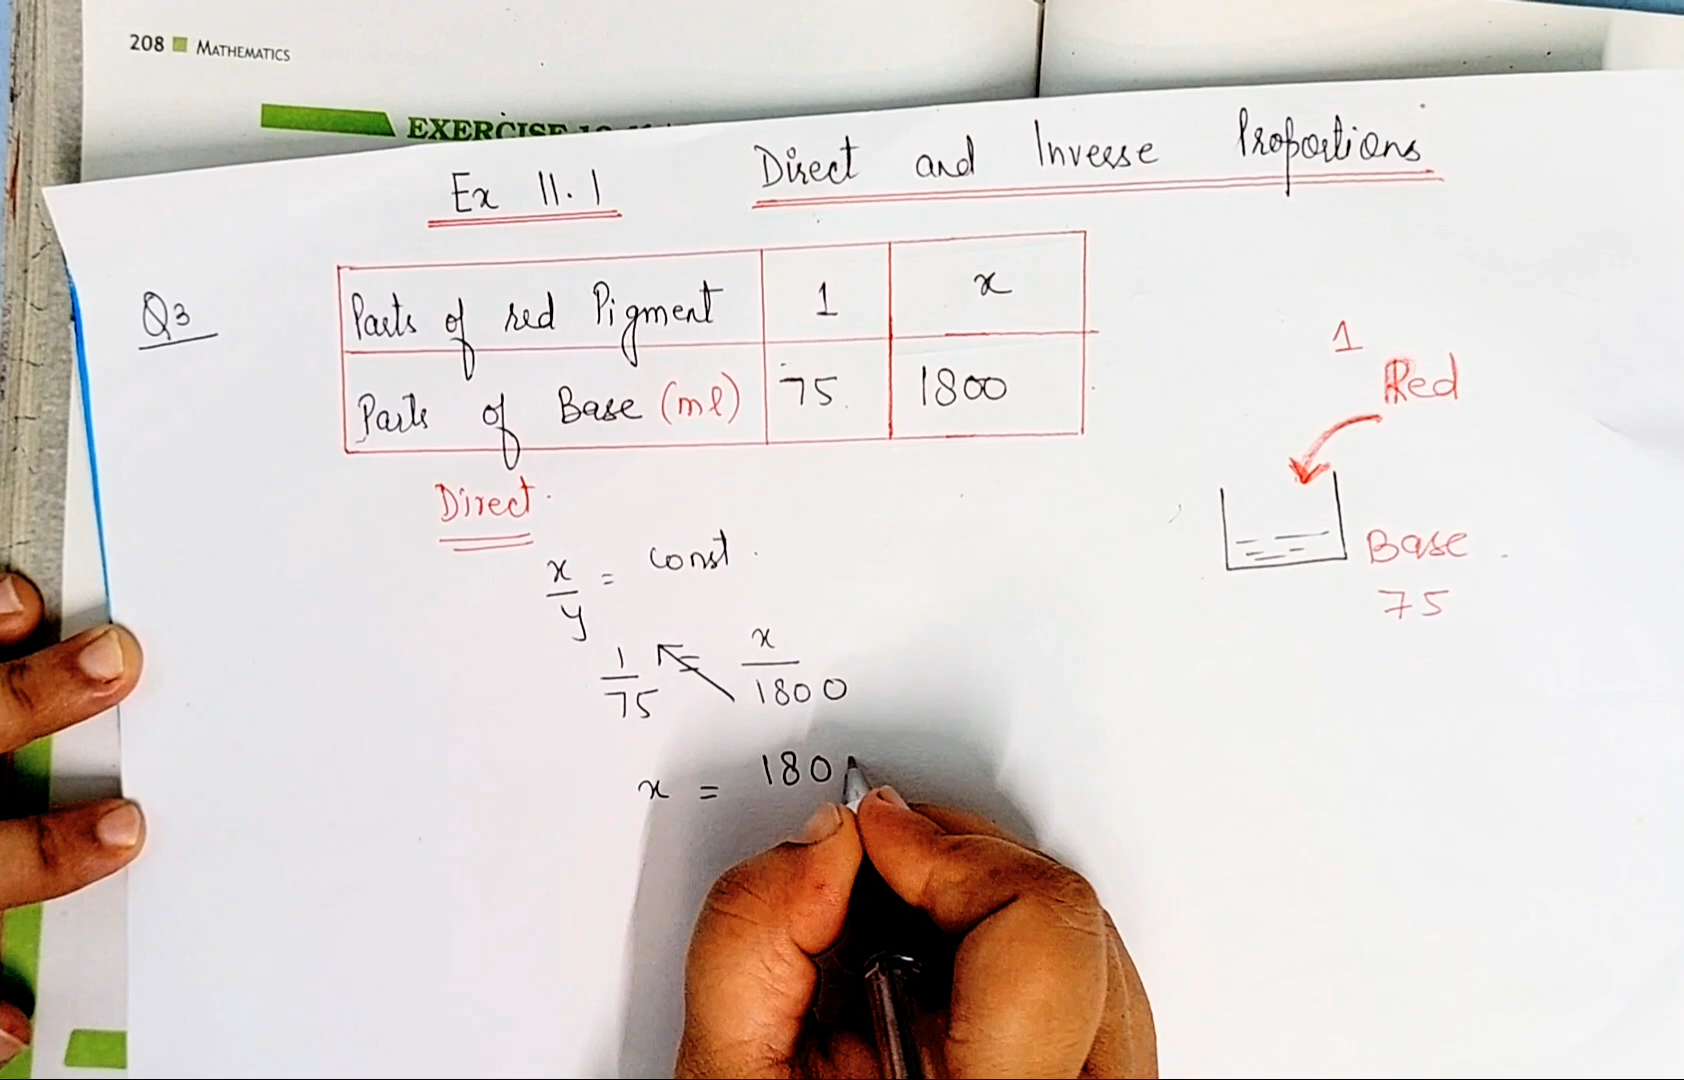 208 MATHEMATICS
EXERCISE
Ex 11.1 Direct and Inverse Proportions
Q3
Parts of red Pigment 1 x
Parts of Base (ml) 75 1800
1
Red
Base
75
Direct.
x/y = const.
1/75 = x/1800
x = 180